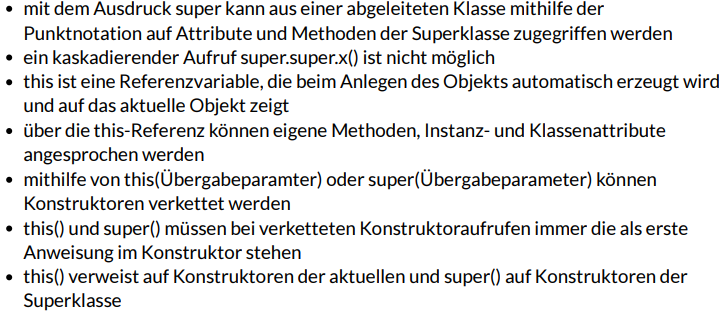 • mit dem Ausdruck super kann aus einer abgeleiteten Klasse mithilfe der
Punktnotation auf Attribute und Methoden der Superklasse zugegriffen werden
• ein kaskadierender Aufruf super.super.x() ist nicht möglich
• this ist eine Referenzvariable, die beim Anlegen des Objekts automatisch erzeugt wird
und auf das aktuelle Objekt zeigt
• über die this-Referenz können eigene Methoden, Instanz- und Klassenattribute
angesprochen werden
• mithilfe von this(Übergabeparamter) oder super(Übergabeparameter) können
Konstruktoren verkettet werden
• this() und super() müssen bei verketteten Konstruktoraufrufen immer die als erste
Anweisung im Konstruktor stehen
• this() verweist auf Konstruktoren der aktuellen und super() auf Konstruktoren der
Superklasse